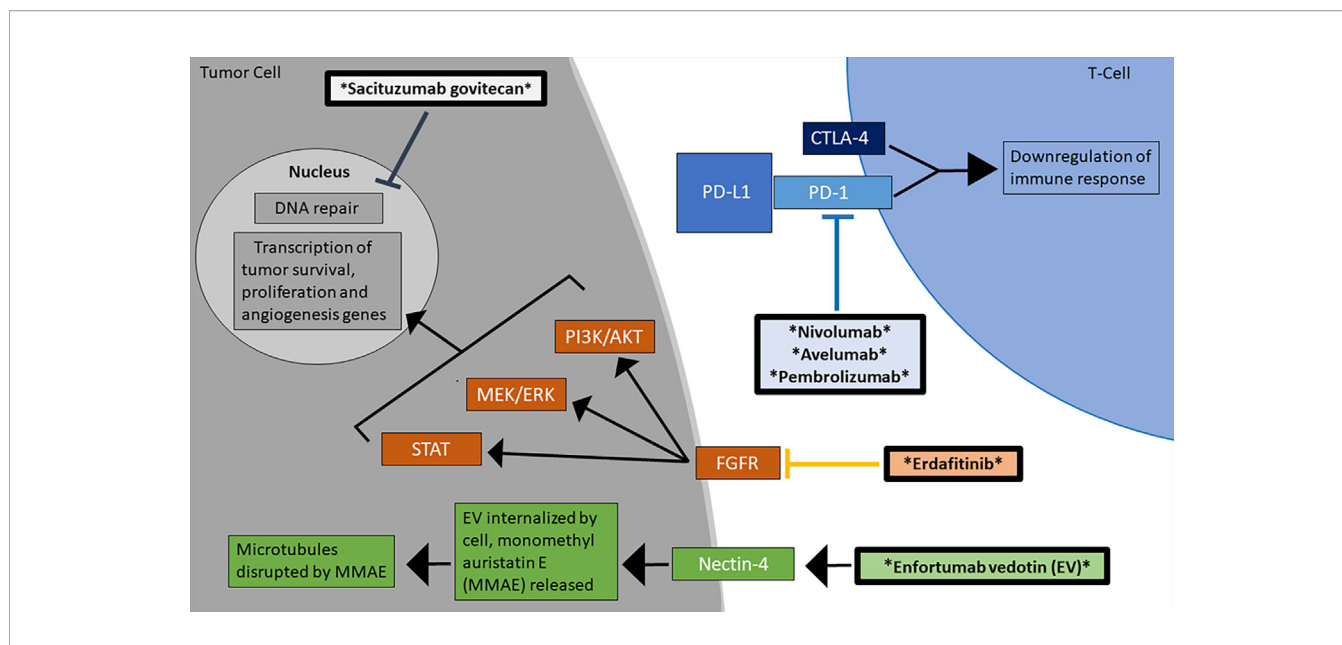 Tumor Cell
*Sacituzumab govitecan*
T-Cell
Nucleus
DNA repair
Transcription of
tumor survival,
proliferation and
angiogenesis genes
CTLA-4
PD-L1
PD-1
Downregulation of
immune response
*Nivolumab*
*Avelumab*
*Pembrolizumab*
PI3K/AKT
MEK/ERK
STAT
FGFR
*Erdafitinib*
Microtubules
disrupted by MMAE
EV internalized by
cell, monomethyl
auristatin E
(MMAE) released
Nectin-4
*Enfortumab vedotin (EV)*